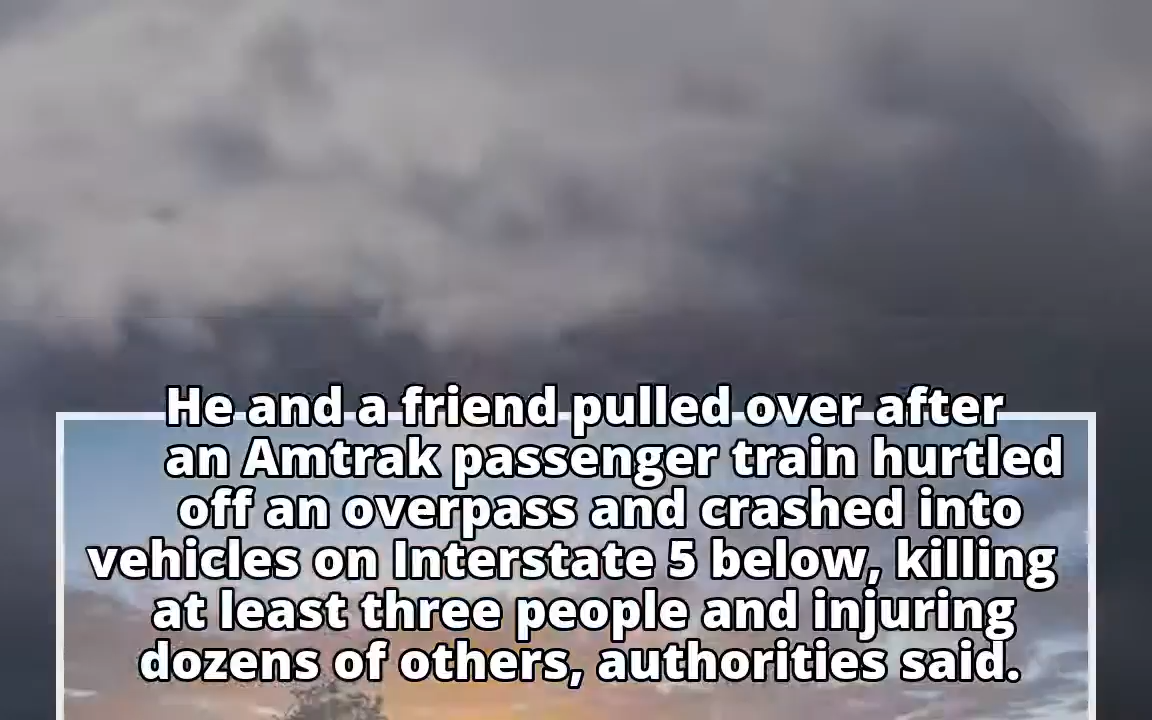 He and a friend pulled over after
an Amtrak passenger train hurtled
off an overpass and crashed into
vehicles on Interstate 5 below, killing
at least three people and injuring
dozens of others, authorities said.